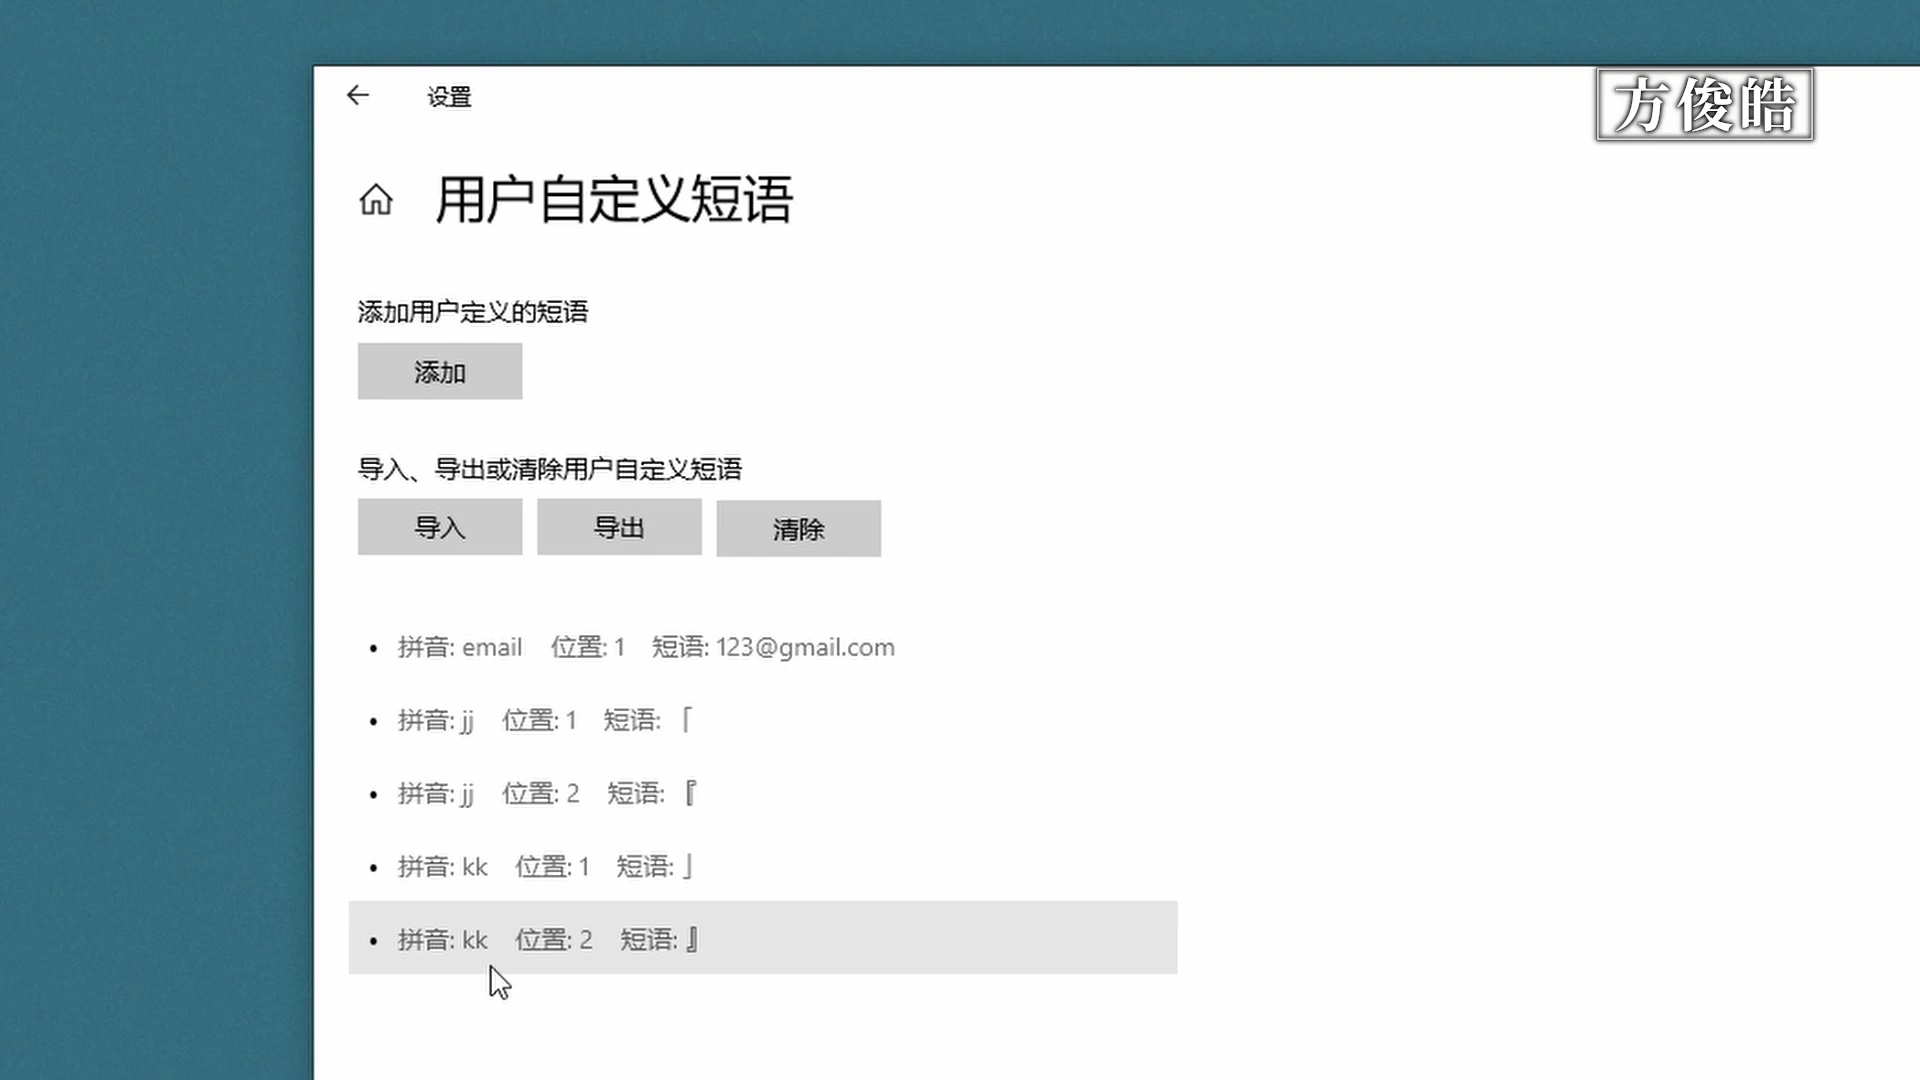 设置
方俊皓
用户自定义短语
添加用户定义的短语
添加
导入、导出或清除用户自定义短语
导入 导出 清除
• 拼音: email 位置: 1 短语: 123@gmail.com
• 拼音: jj 位置: 1 短语: 「
• 拼音: jj 位置: 2 短语: 『
• 拼音: kk 位置: 1 短语: 」
• 拼音: kk 位置: 2 短语: 』